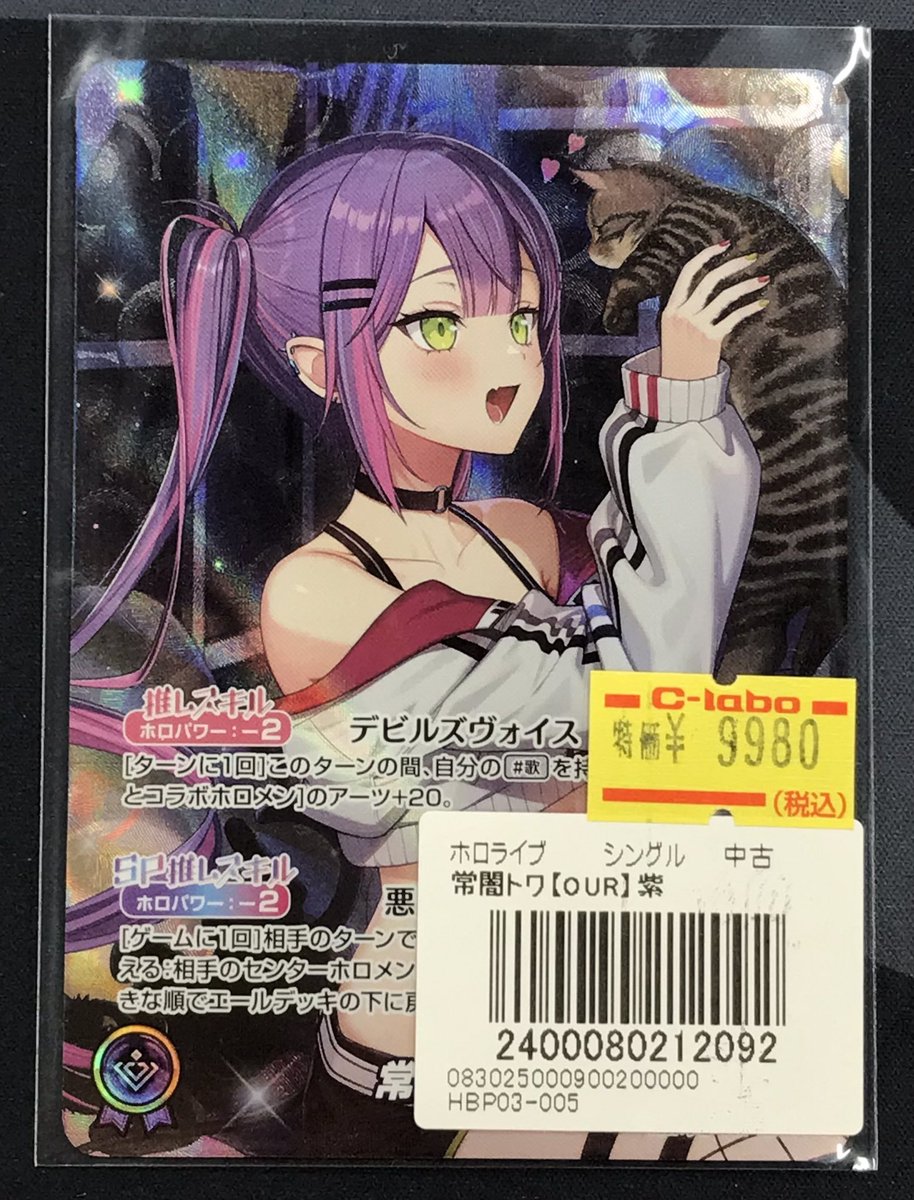 推しスキル
ホロパワー:-2
デビルズヴォイス
[ターンに1回]このターンの間、自分の #歌 を持
とコラボホロメン]のアーツ+20。
SP推しスキル
ホロパワー:-2
悪
[ゲームに1回]相手のターンで
える:相手のセンターホロメン
きな順でエールデッキの下に戻
常
C-labo
特価¥ 9980
(税込)
ホロライブ シングル 中古
常闇トワ【OUR】紫
2400080212092
083025000900200000
HBP03-005